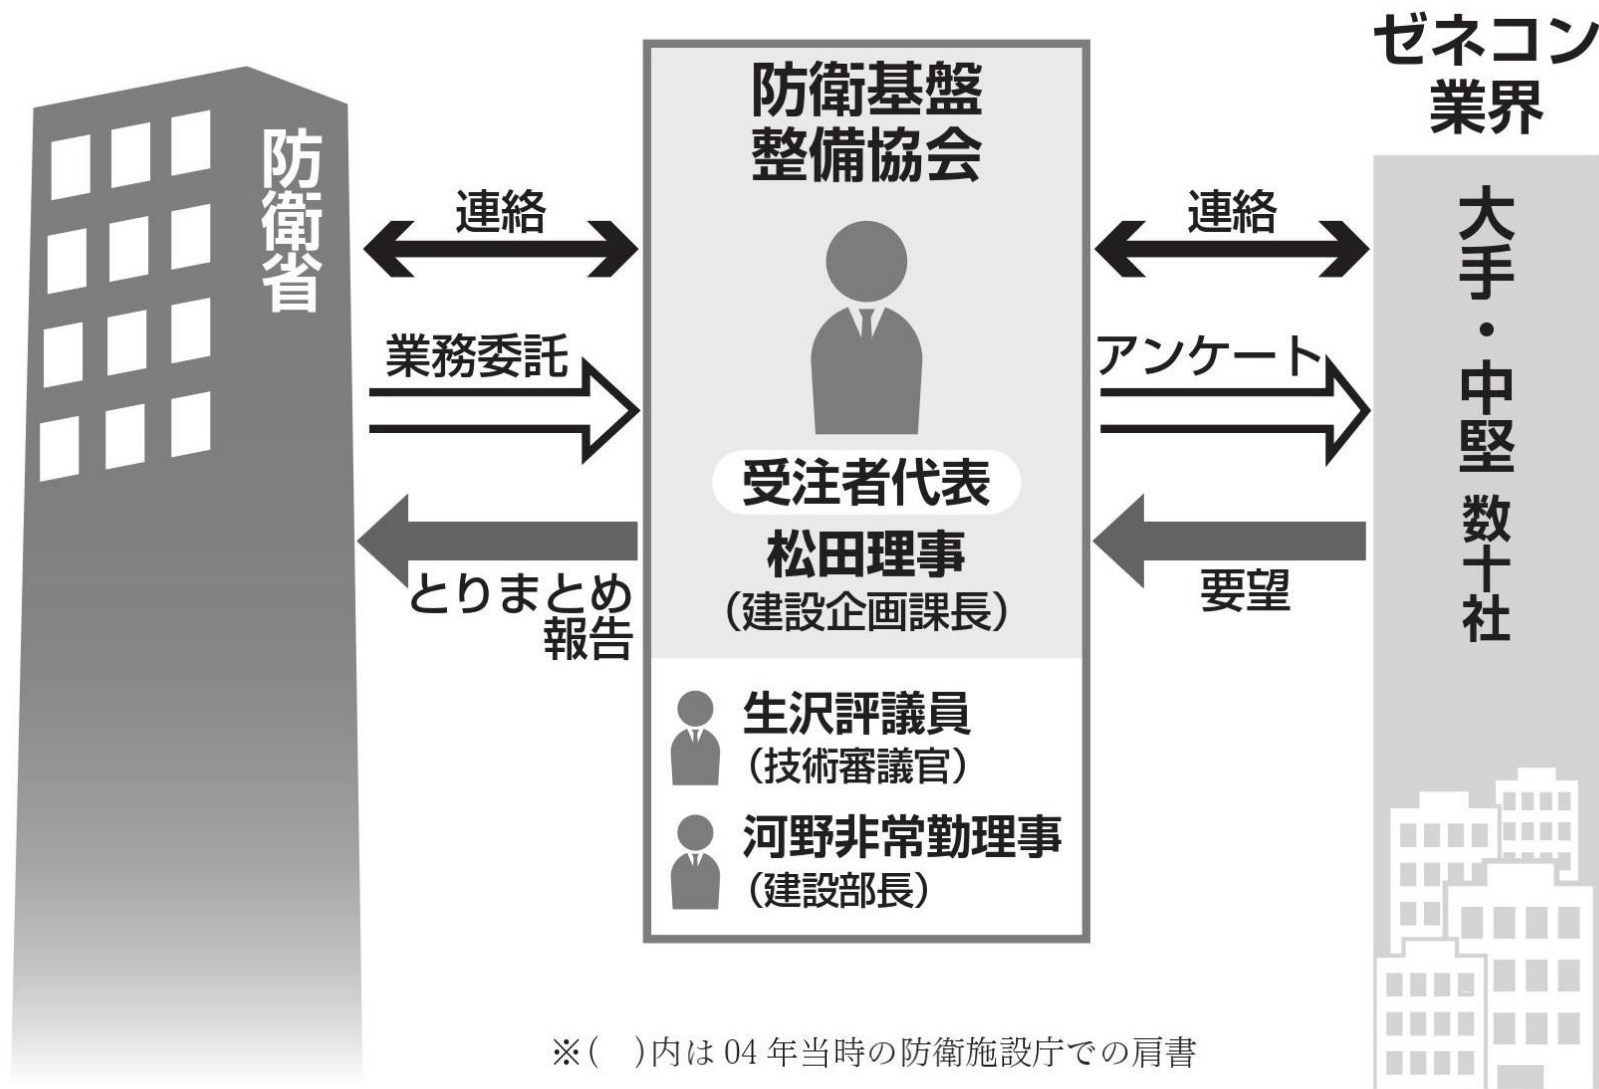 防衛省
連絡
業務委託
とりまとめ
報告
防衛基盤
整備協会
受注者代表
松田理事
（建設企画課長）
生沢評議員
（技術審議官）
河野非常勤理事
（建設部長）
連絡
アンケート
要望
ゼネコン
業界
大手・中堅 数十社
※(　)内は04年当時の防衛施設庁での肩書